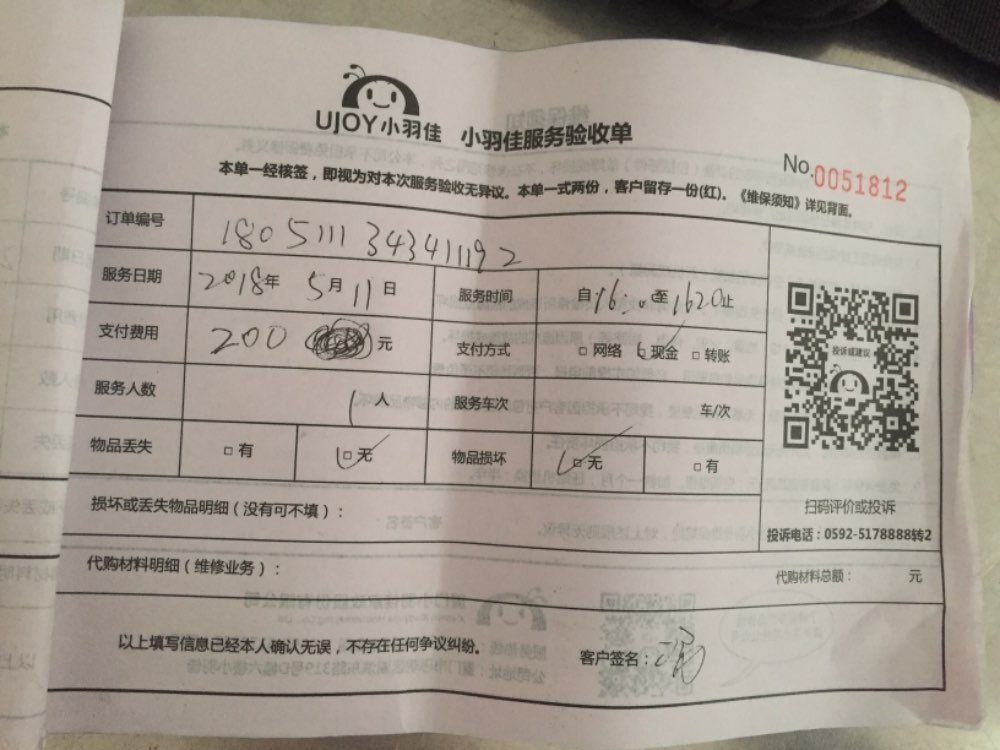 UJOY小羽佳 小羽佳服务验收单
No.0051812
本单一经核签，即视为对本次服务验收无异议。本单一式两份，客户留存一份(红)。《维保须知》详见背面。
订单编号 180511134341192
服务日期 2018年 5月 11日 服务时间 自:16:00至1620止
支付费用 200 元 支付方式 □网络 □现金 □转账
服务人数 1人 服务车次 车/次
物品丢失 □有 □无 物品损坏 □无 □有
投诉或建议
损坏或丢失物品明细（没有可不填）：
扫码评价或投诉
投诉电话：0592-5178888转2
代购材料明细（维修业务）： 代购材料总额： 元
以上填写信息已经本人确认无误，不存在任何争议纠纷。 客户签名：